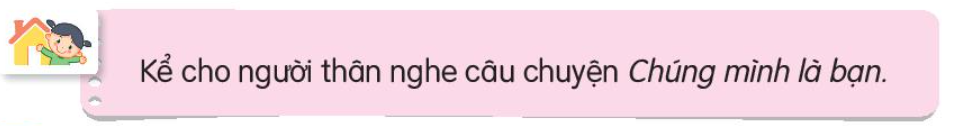 Kể cho người thân nghe câu chuyện Chúng mình là bạn.